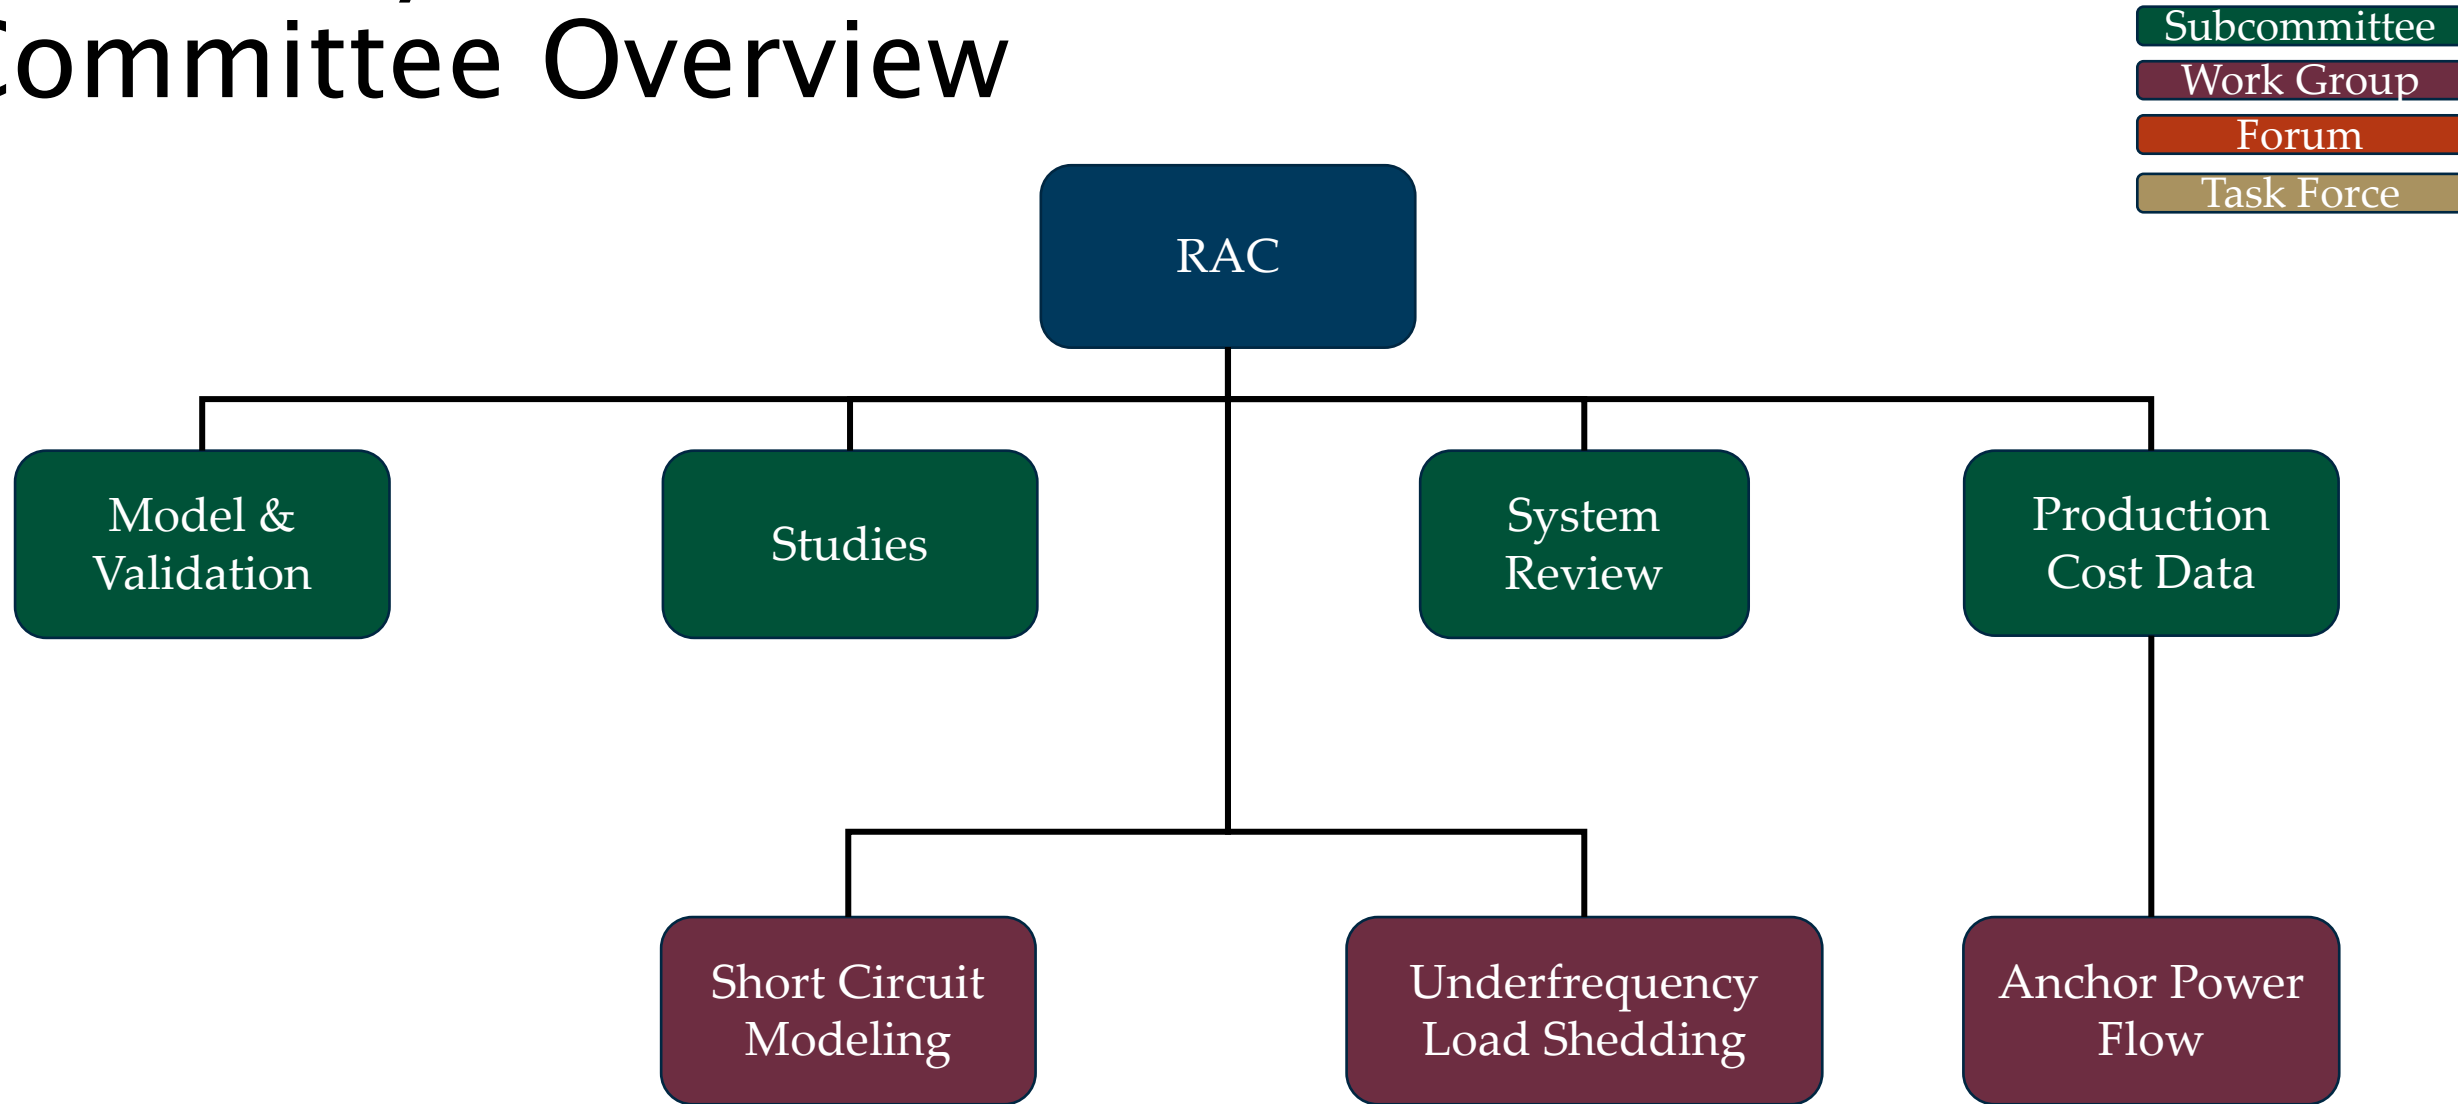 Committee Overview
Subcommittee
Work Group
Forum
Task Force
RAC
Model &
Validation
Studies
System
Review
Production
Cost Data
Short Circuit
Modeling
Underfrequency
Load Shedding
Anchor Power
Flow